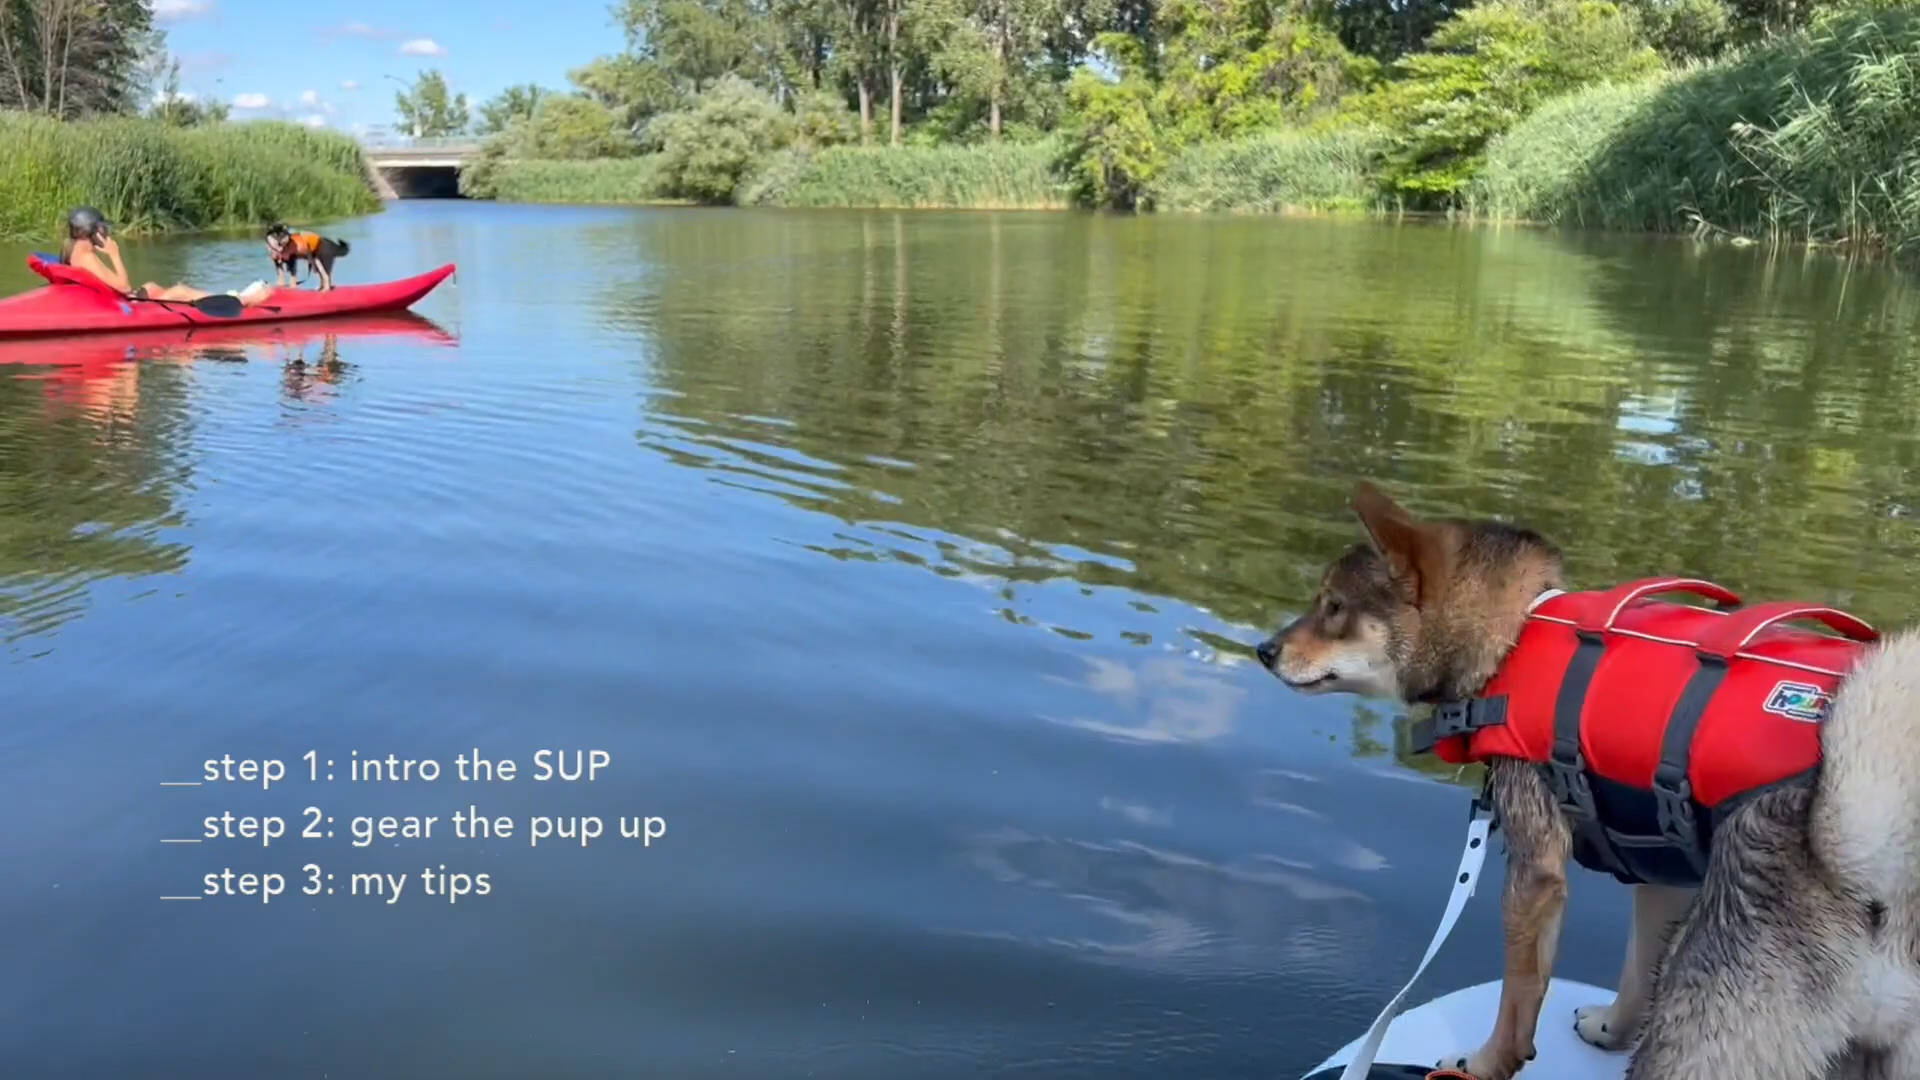 __step 1: intro the SUP
__step 2: gear the pup up
__step 3: my tips